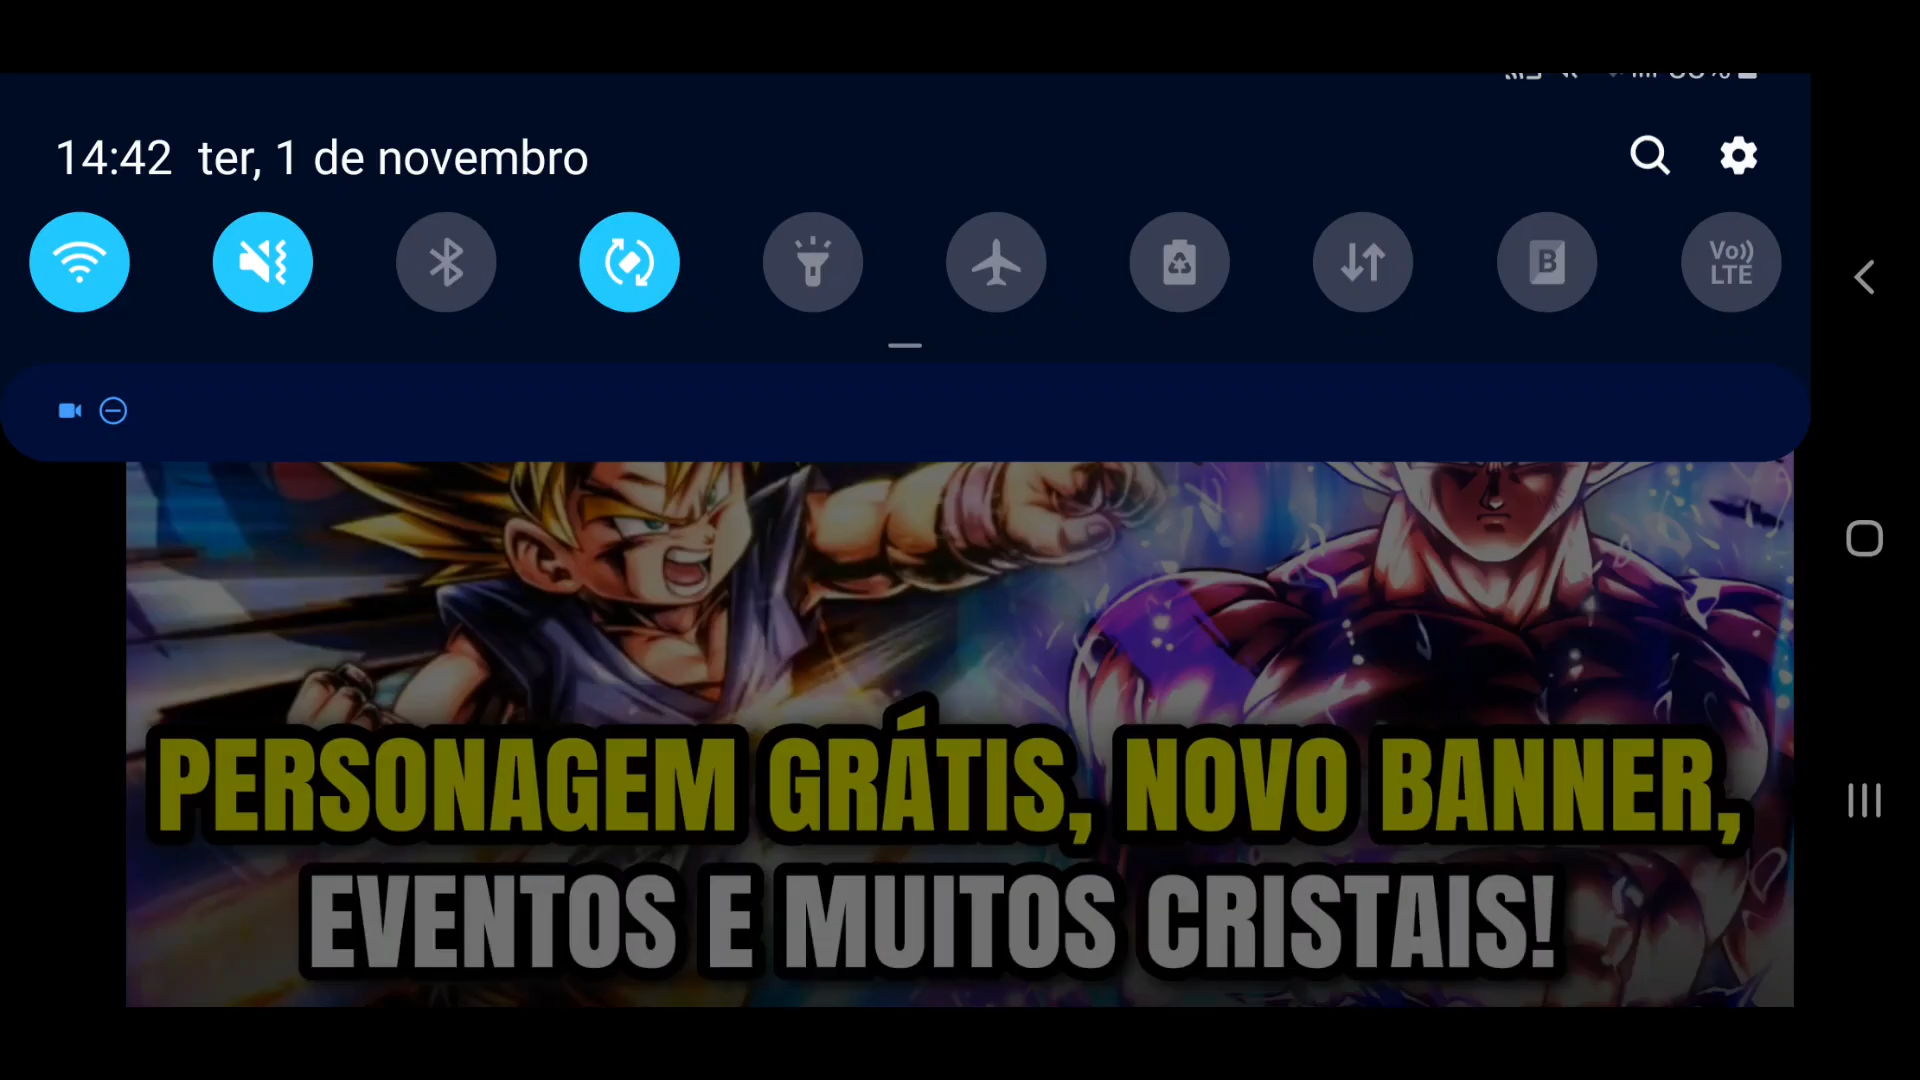 14:42 ter, 1 de novembro
B
Vo))
LTE
PERSONAGEM GRÁTIS, NOVO BANNER,
EVENTOS E MUITOS CRISTAIS!